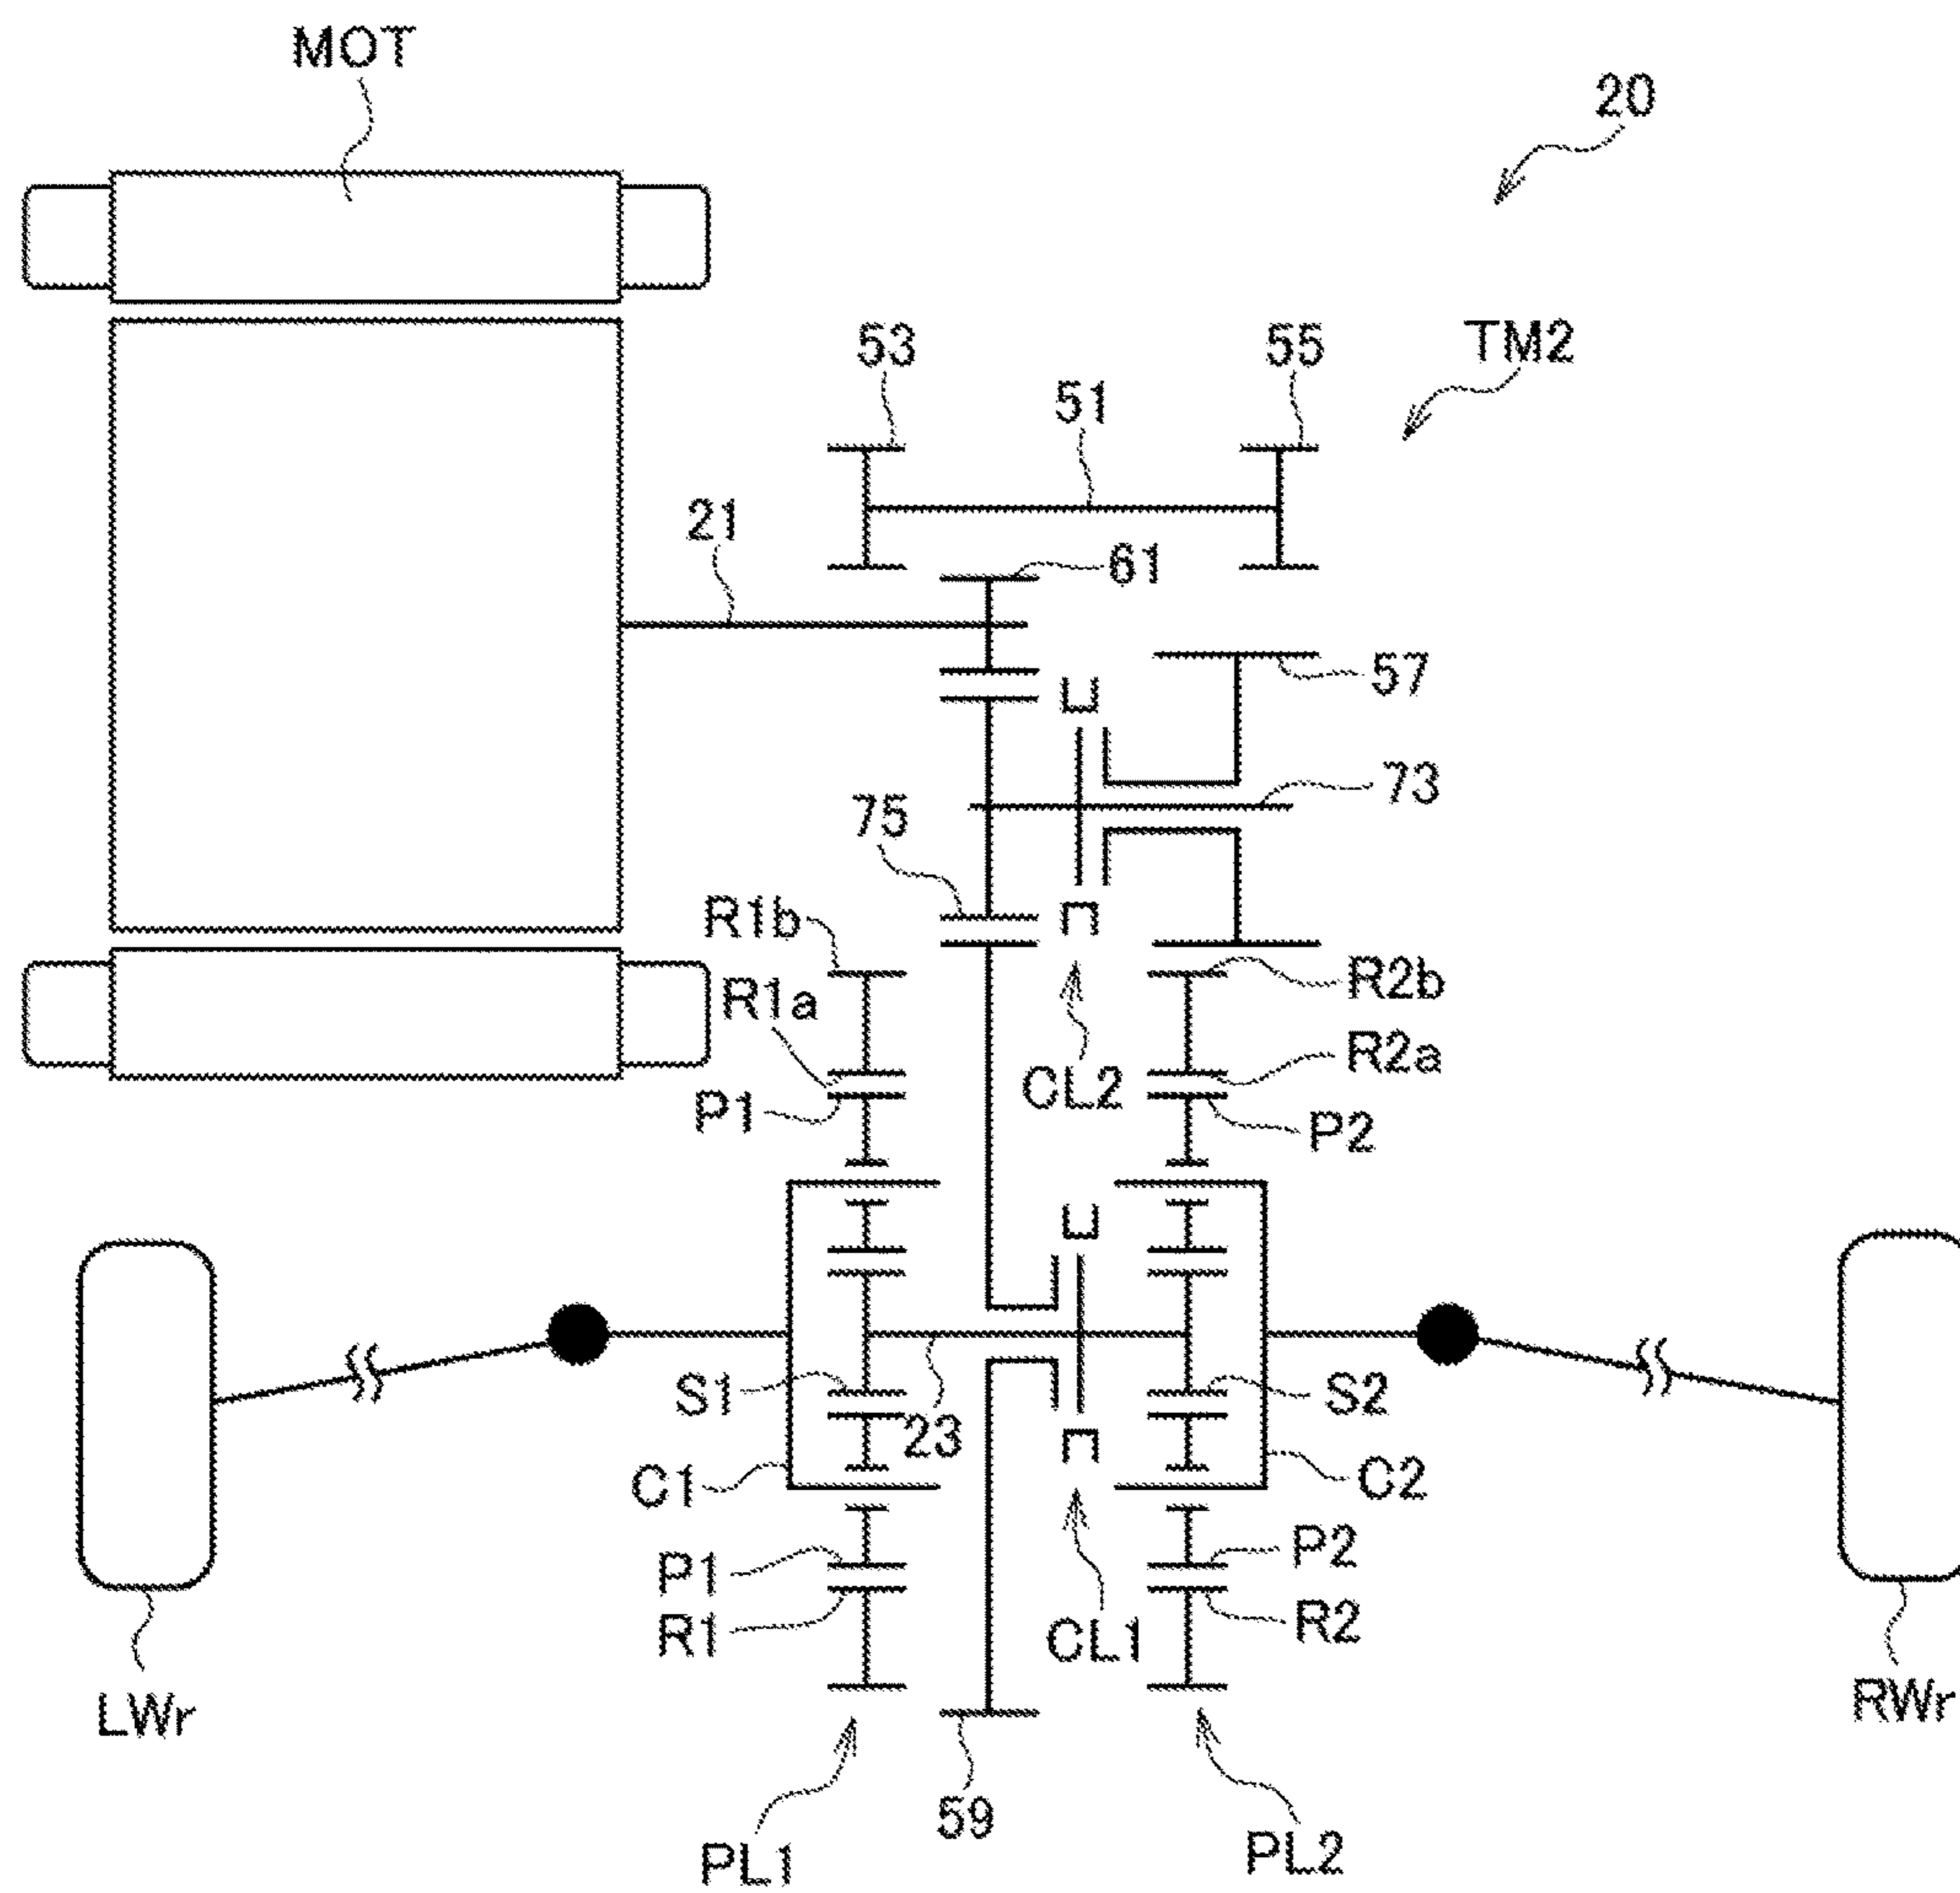 MOT
20
53
55
TM2
51
21
61
57
73
75
R1b
R2b
R1a
R2a
CL2
P1
P2
S1
S2
23
C1
C2
P1
P2
R1
R2
CL1
LWr
RWr
59
PL1
PL2